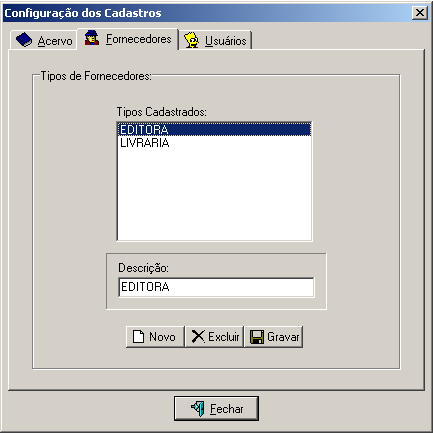 Configuração dos Cadastros
Acervo Fornecedores Usuários
Tipos de Fornecedores:
Tipos Cadastrados:
EDITORA
LIVRARIA
Descrição:
EDITORA
Novo Excluir Gravar
Fechar